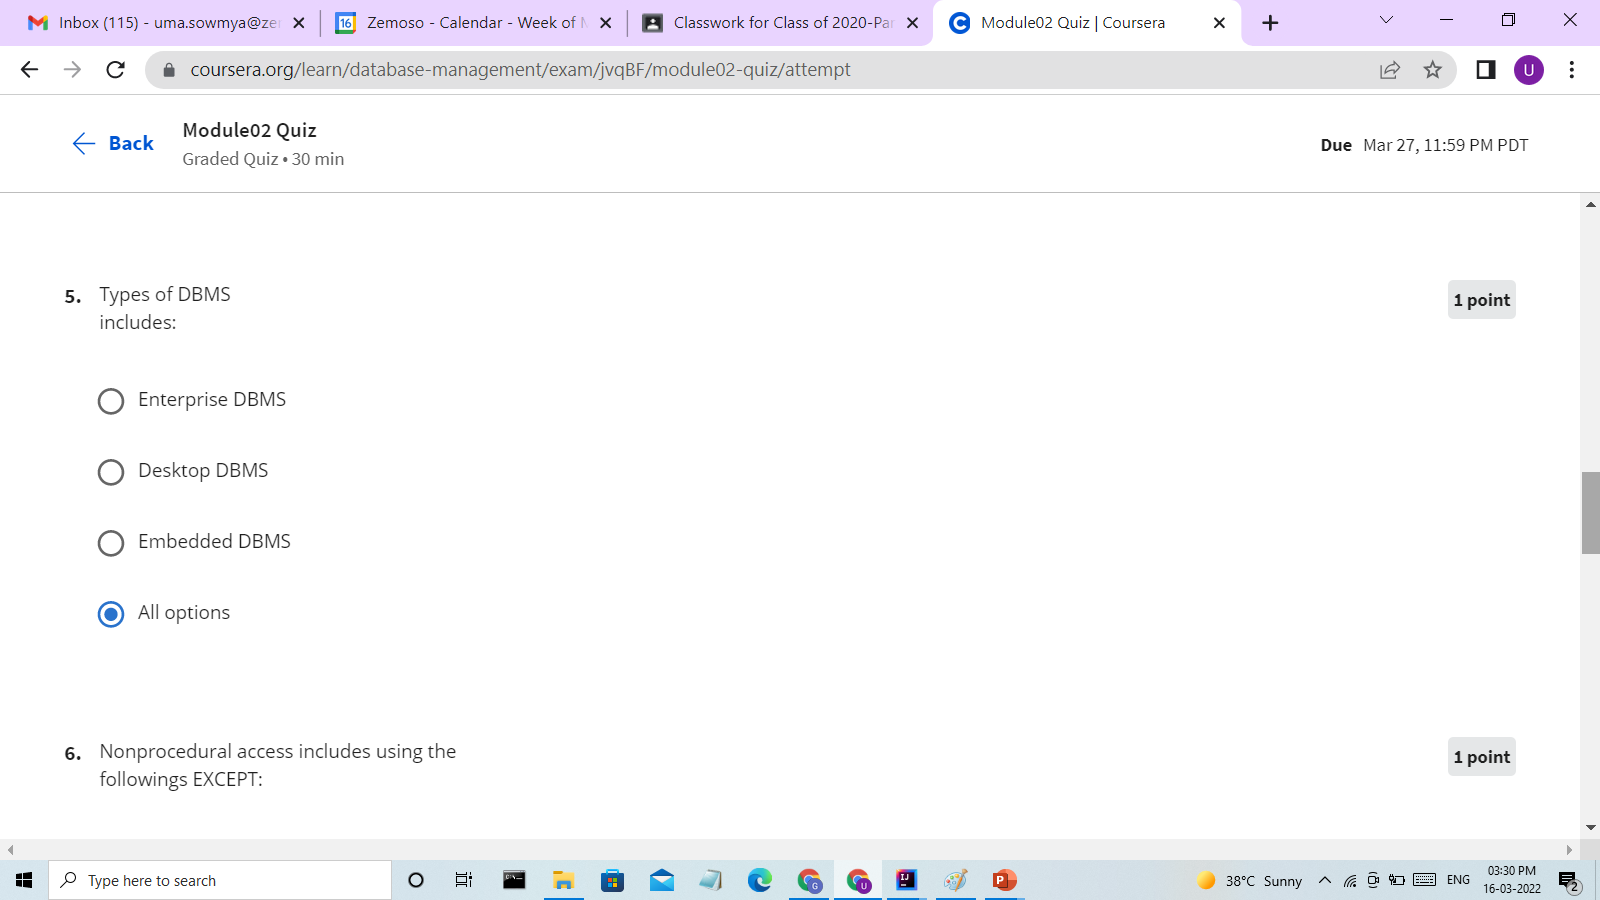 Inbox (115) - uma.sowmya@ze
16
Zemoso - Calendar - Week of
Classwork for Class of 2020-Par
Module02 Quiz | Coursera
coursera.org/learn/database-management/exam/jvqBF/module02-quiz/attempt
U
Back
Module02 Quiz
Graded Quiz • 30 min
Due Mar 27, 11:59 PM PDT
5. Types of DBMS
includes:
1 point
Enterprise DBMS
Desktop DBMS
Embedded DBMS
All options
6. Nonprocedural access includes using the
followings EXCEPT:
1 point
Type here to search
G
U
IJ
P
38°C Sunny
ENG
03:30 PM
16-03-2022
2